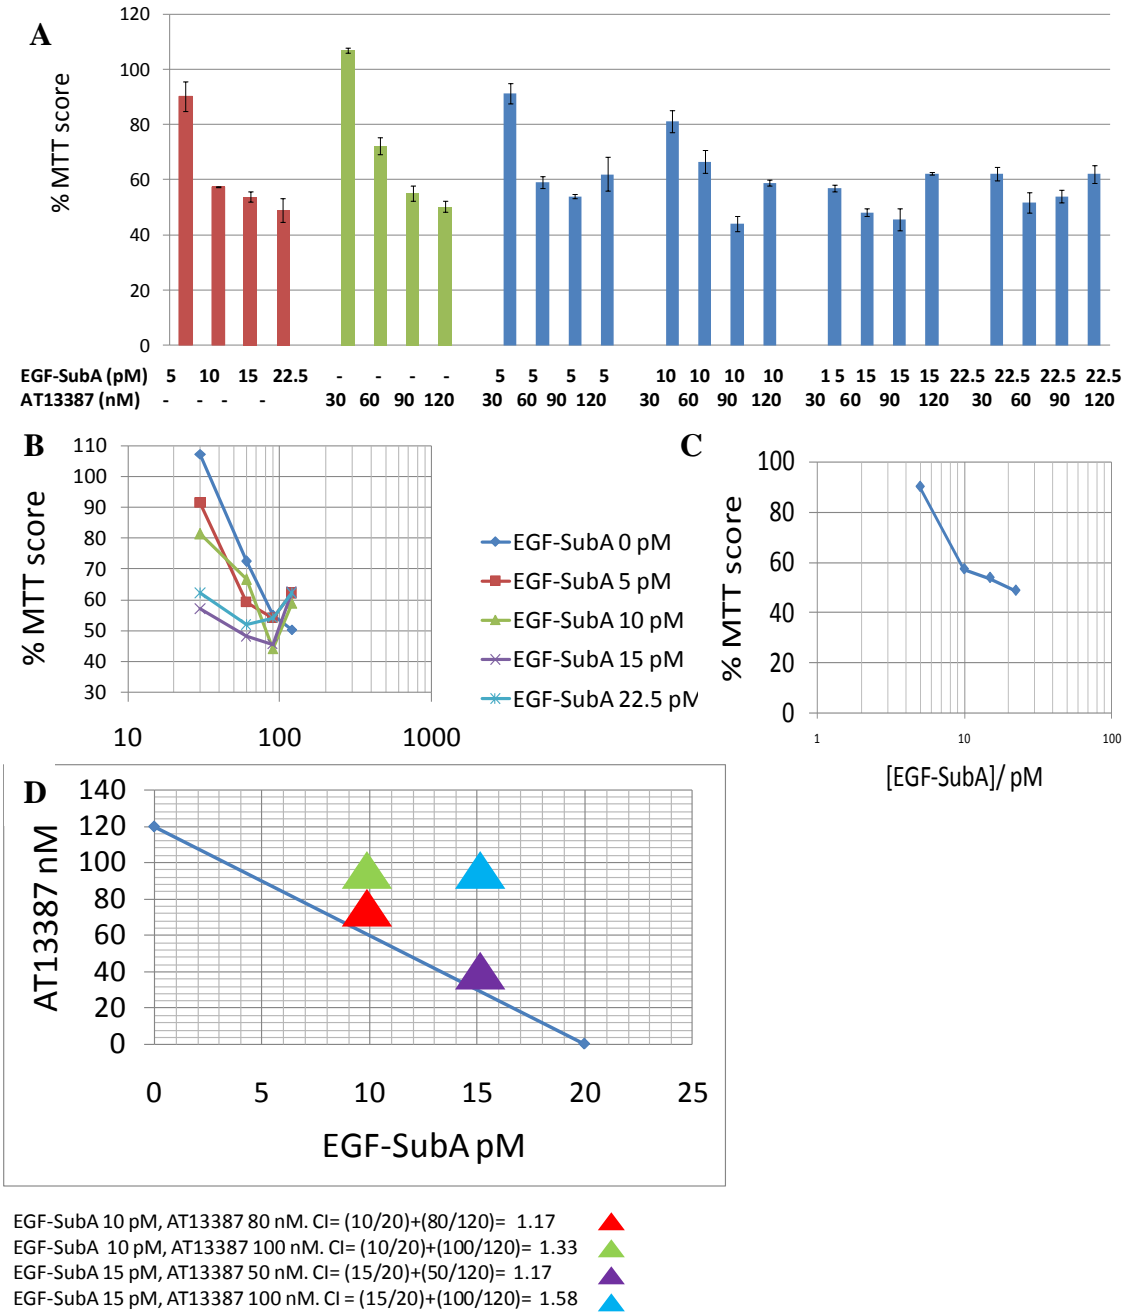 A
% MTT score
120
100
80
60
40
20
0
EGF-SubA (pM) 5 10 15 22.5 - - - - 5 5 5 5 10 10 10 10 1 5 15 15 15 22.5 22.5 22.5 22.5
AT13387 (nM) - - - - 30 60 90 120 30 60 90 120 30 60 90 120 30 60 90 120 30 60 90 120
B
% MTT score
110
100
90
80
70
60
50
40
30
10 100 1000
EGF-SubA 0 pM
EGF-SubA 5 pM
EGF-SubA 10 pM
EGF-SubA 15 pM
EGF-SubA 22.5 pM
C
% MTT score
100
80
60
40
20
0
1 10 100
[EGF-SubA]/ pM
D
AT13387 nM
140
120
100
80
60
40
20
0
0 5 10 15 20 25
EGF-SubA pM
EGF-SubA 10 pM, AT13387 80 nM. CI= (10/20)+(80/120)= 1.17
EGF-SubA 10 pM, AT13387 100 nM. CI= (10/20)+(100/120)= 1.33
EGF-SubA 15 pM, AT13387 50 nM. CI= (15/20)+(50/120)= 1.17
EGF-SubA 15 pM, AT13387 100 nM. CI = (15/20)+(100/120)= 1.58